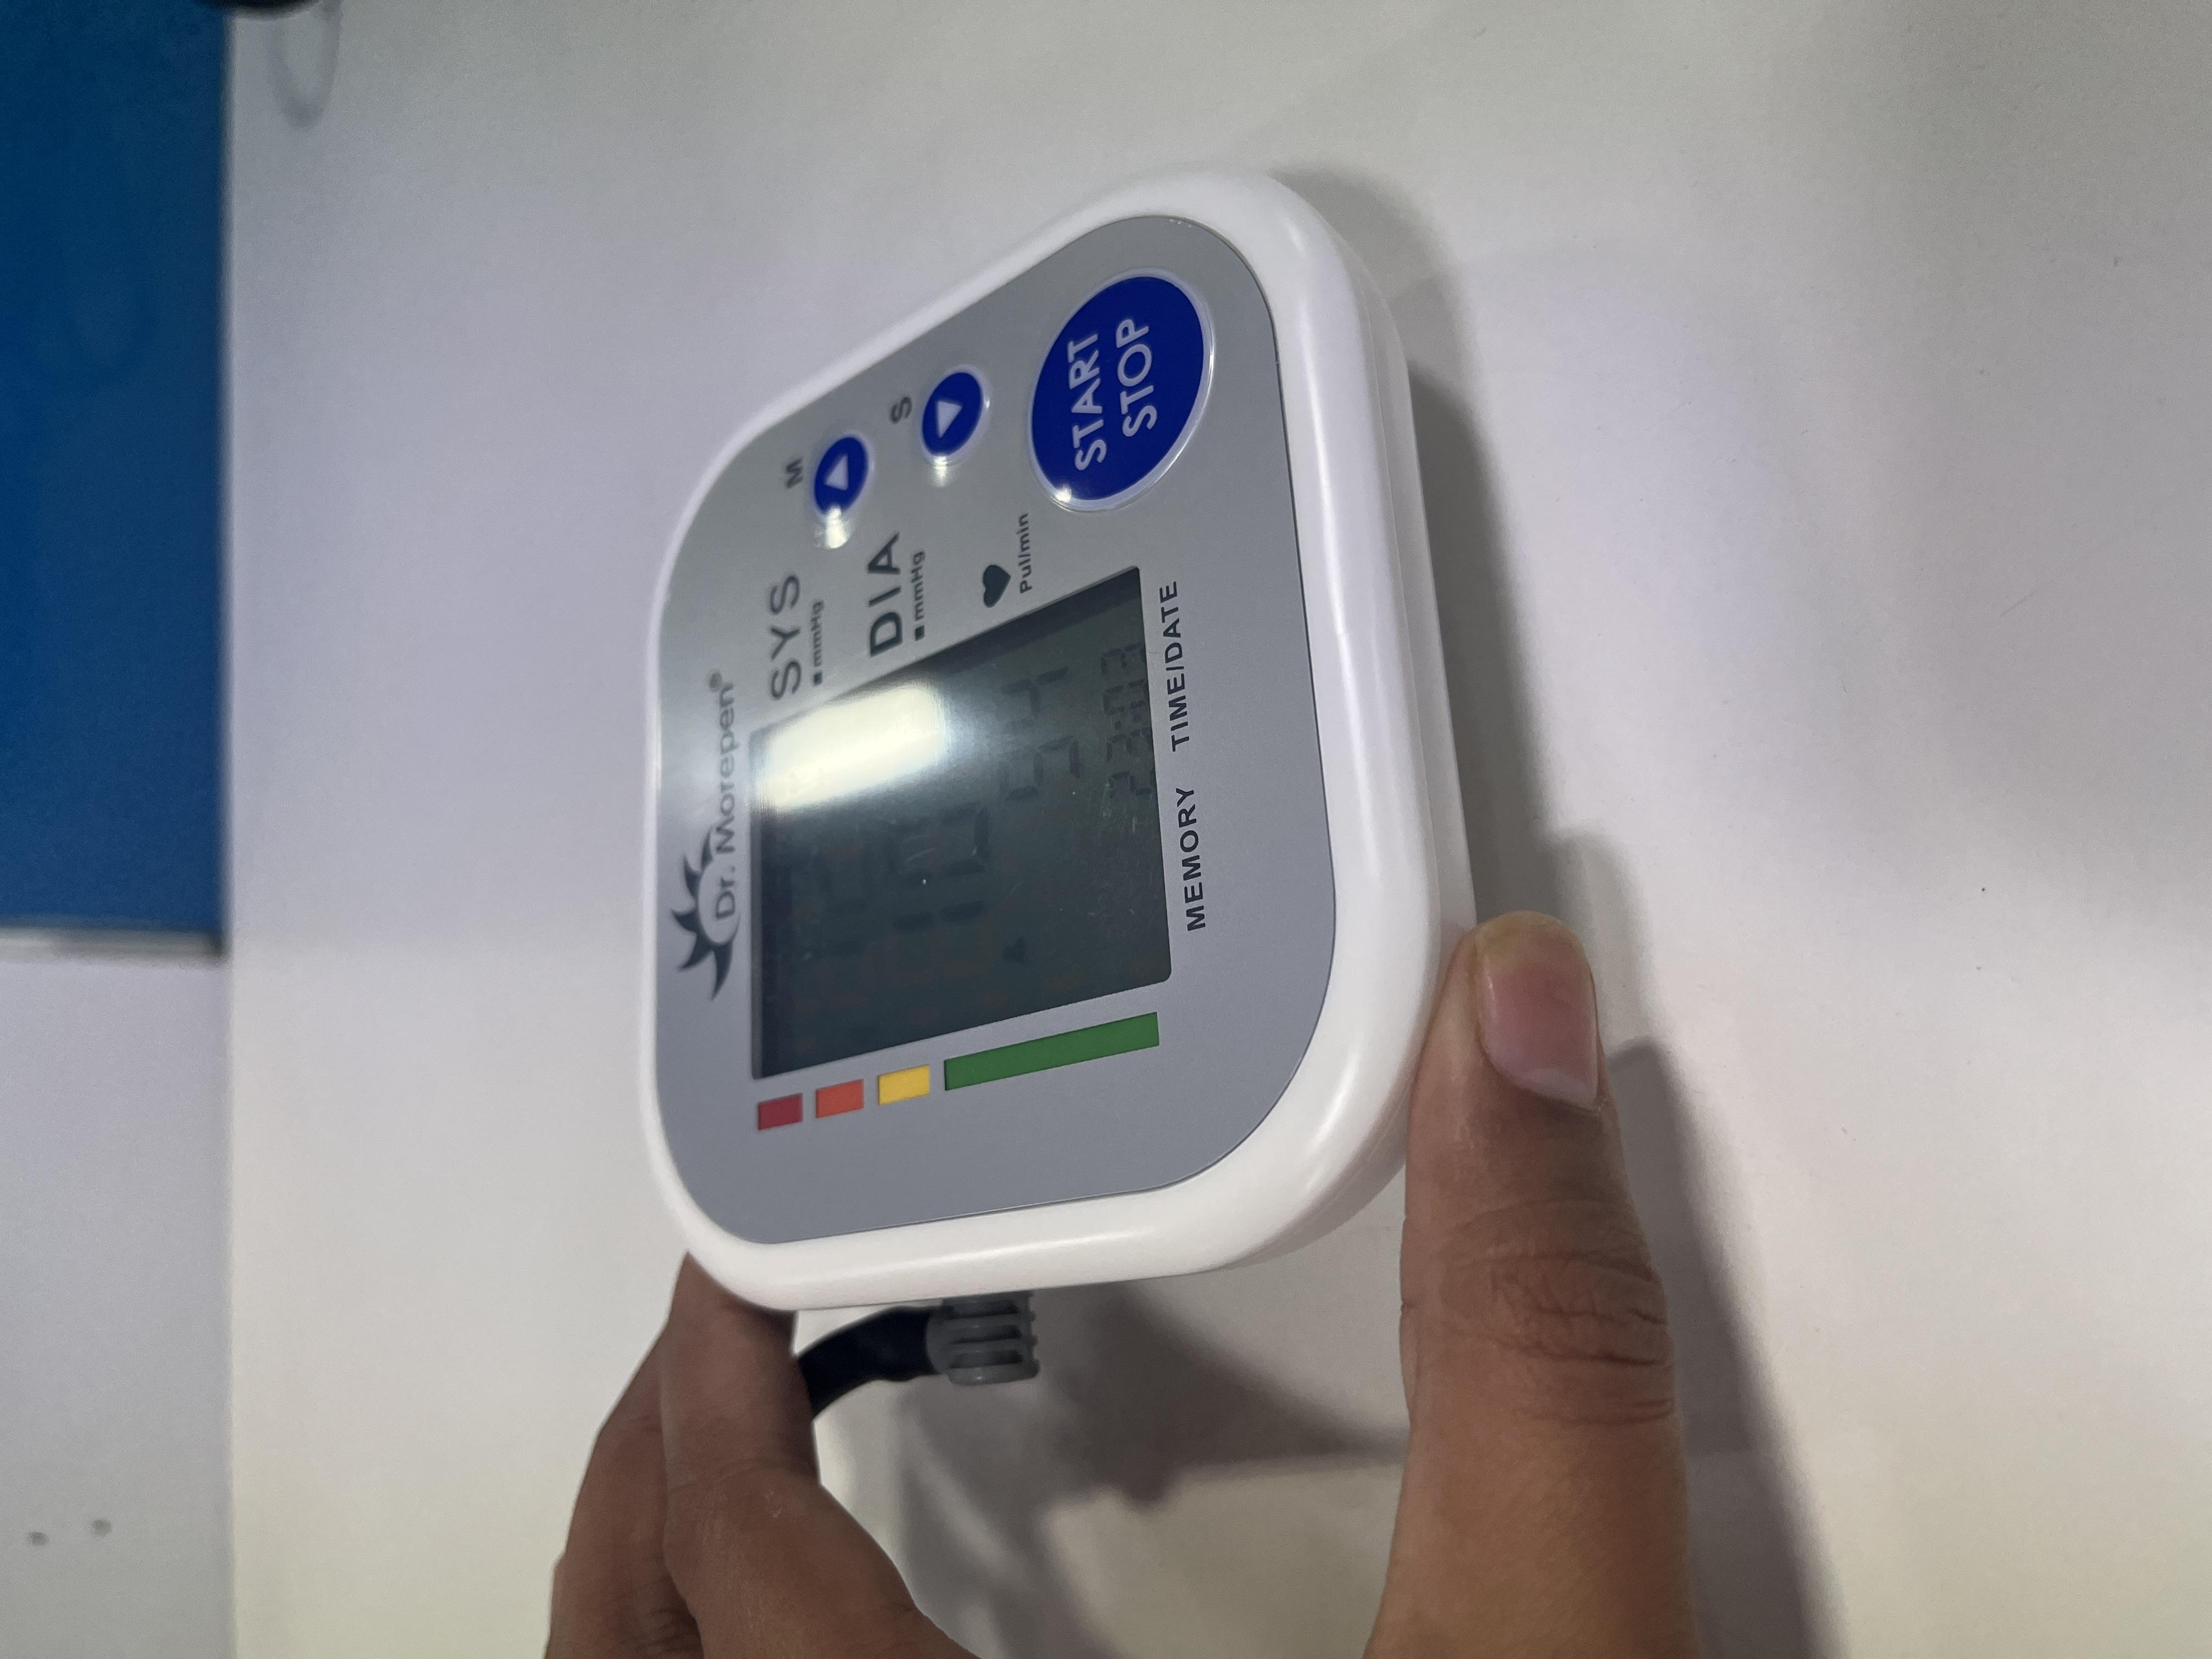 Dr. Morepen®
SYS
mmHg
DIA
mmHg
Pul/min
M
S
START
STOP
MEMORY TIME/DATE